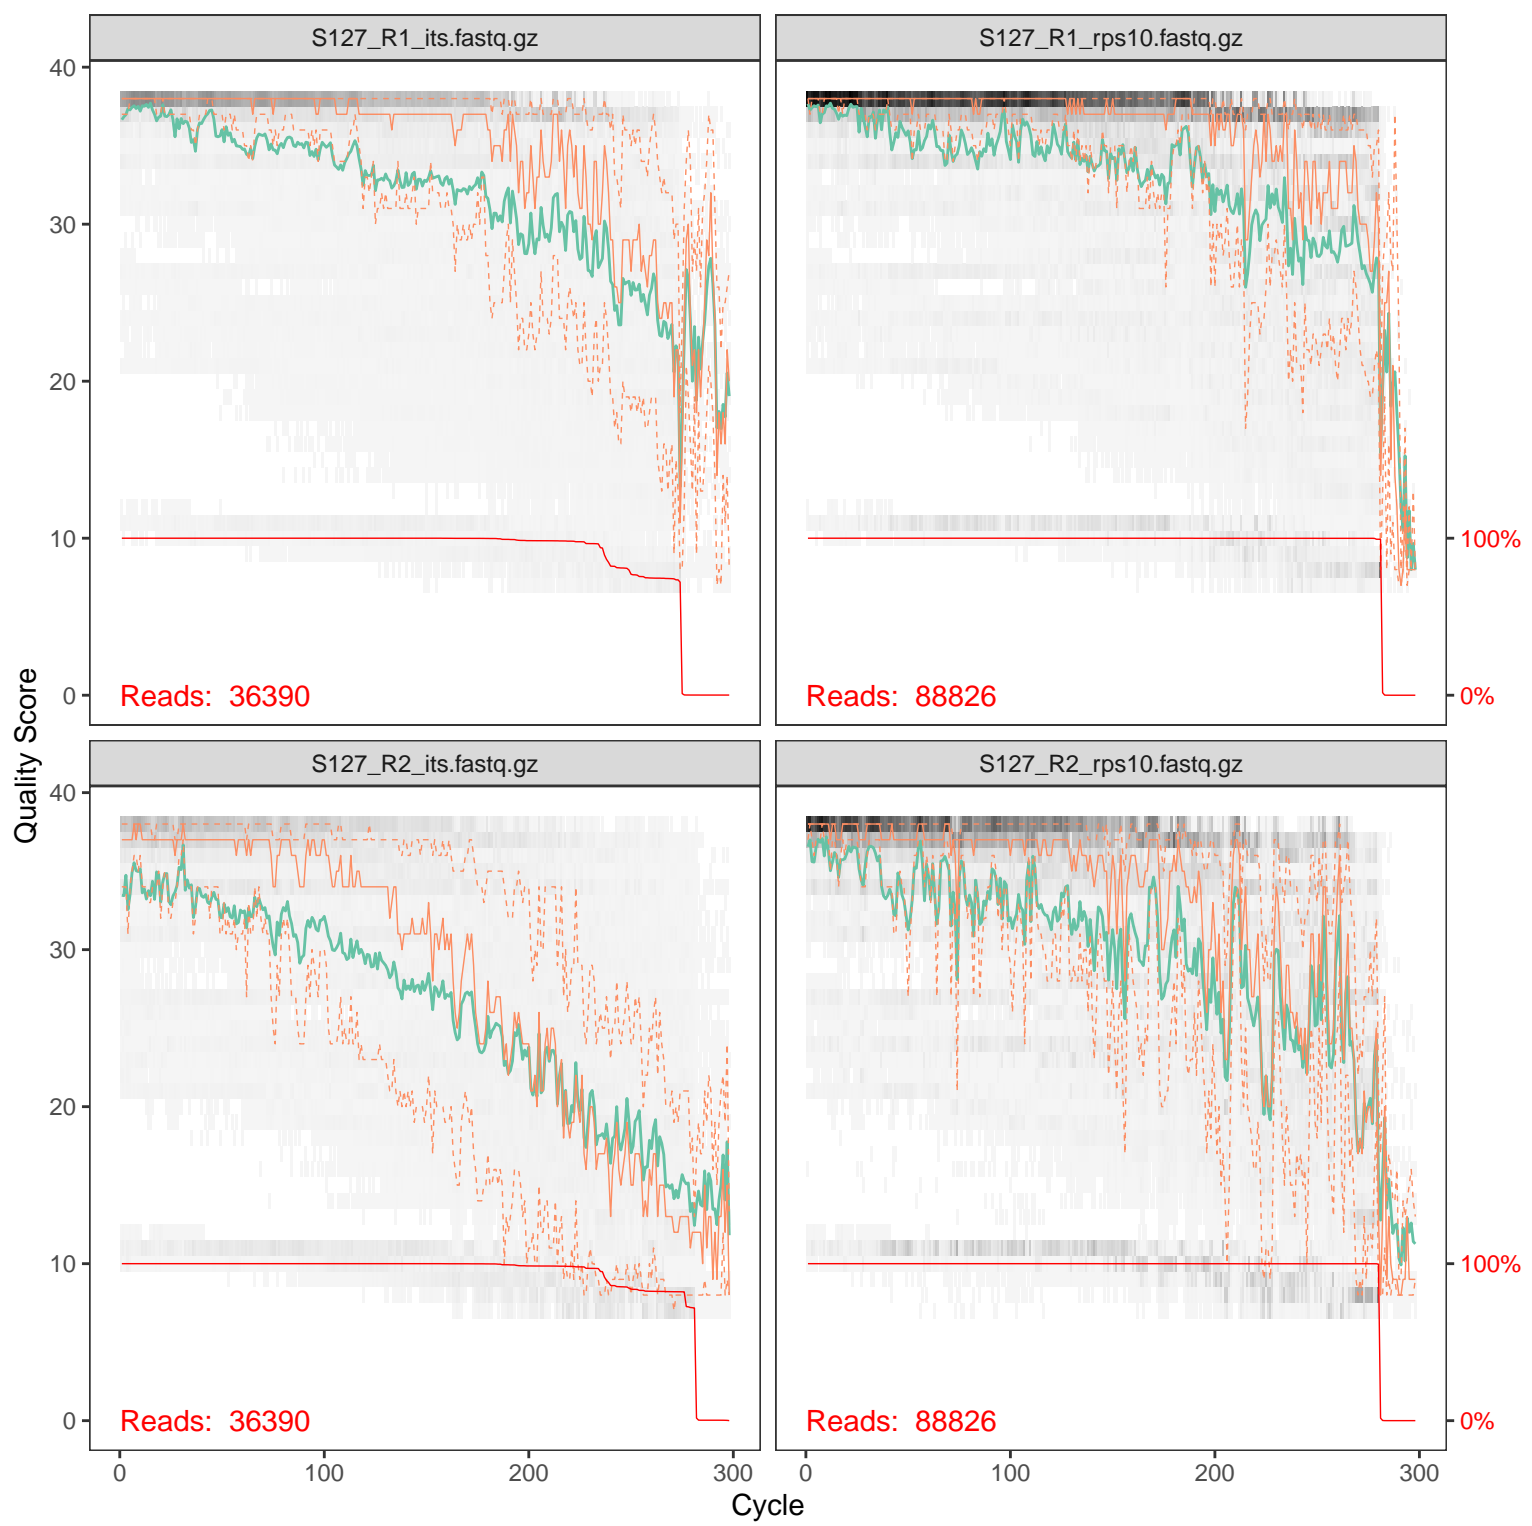 S127_R1_its.fastq.gz
S127_R1_rps10.fastq.gz
40
30
20
10
0
Reads: 36390
Reads: 88826
100%
0%
Quality Score
S127_R2_its.fastq.gz
S127_R2_rps10.fastq.gz
40
30
20
10
0
Reads: 36390
Reads: 88826
100%
0%
0 100 200 300
0 100 200 300
Cycle